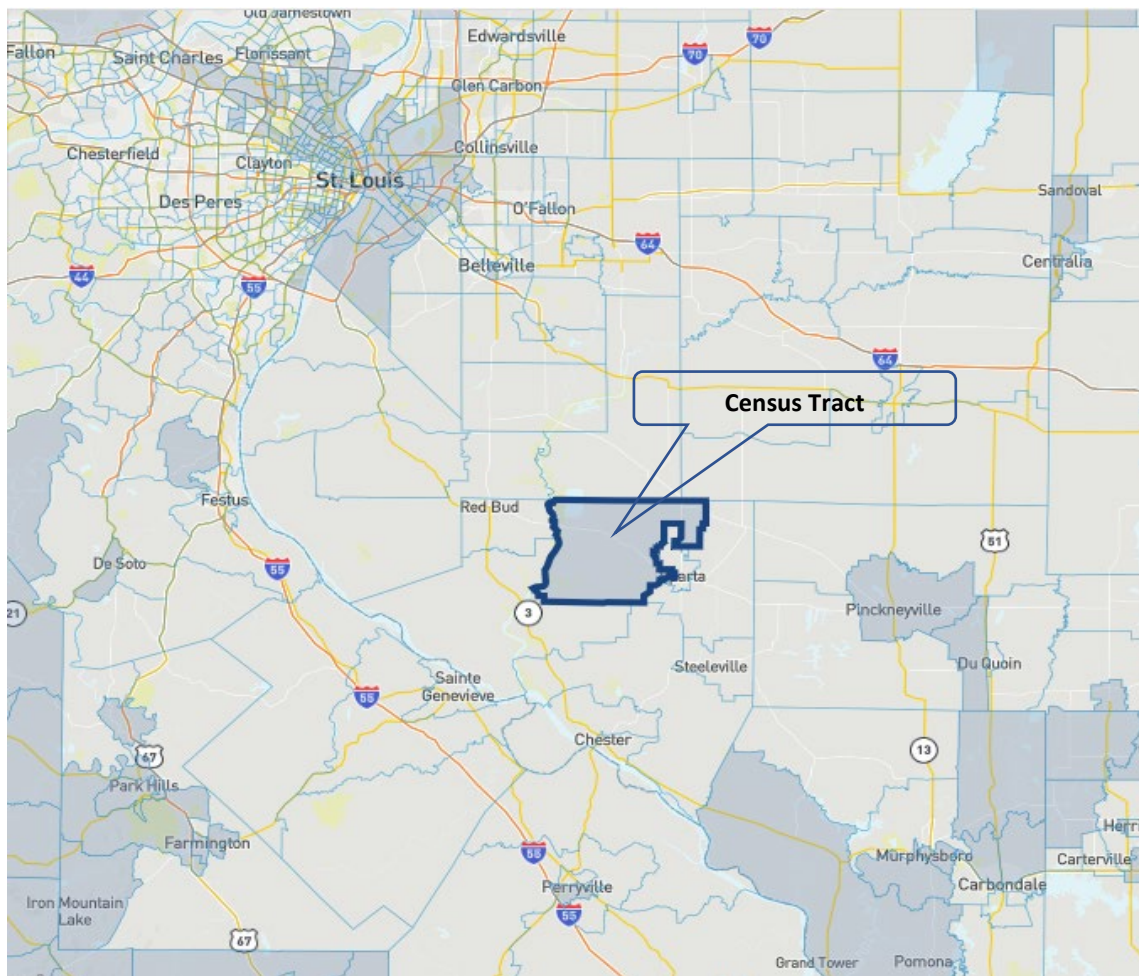 Old Jamestown
Edwardsville
70
70
Fallon
Saint Charles
Florissant
Glen Carbon
Chesterfield
Clayton
Collinsville
St. Louis
Sandoval
Des Peres
O'Fallon
64
44
Belleville
Centralia
55
64
Census Tract
Festus
Red Bud
51
De Soto
55
arta
21
3
Pinckneyville
Steeleville
Du Quoin
Sainte
Genevieve
55
Chester
67
13
Park Hills
Farmington
55
Murphysboro
Herr
Carterville
Perryville
Carbondale
Iron Mountain
Lake
55
67
Grand Tower
Pomona